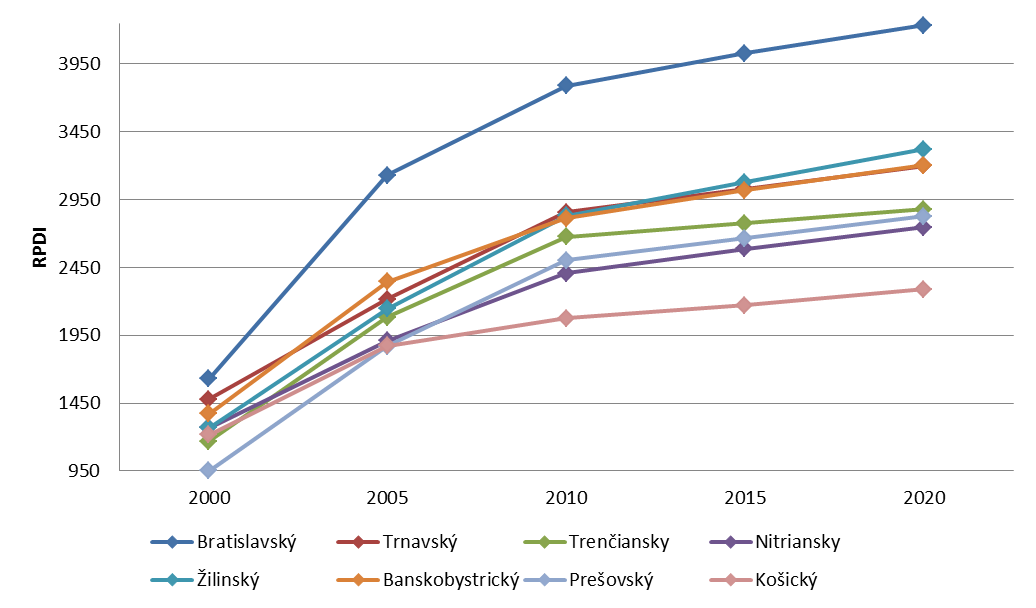 RPDI
3950
3450
2950
2450
1950
1450
950
2000 2005 2010 2015 2020
Bratislavský Trnavský Trenčiansky Nitriansky
Žilinský Banskobystrický Prešovský Košický